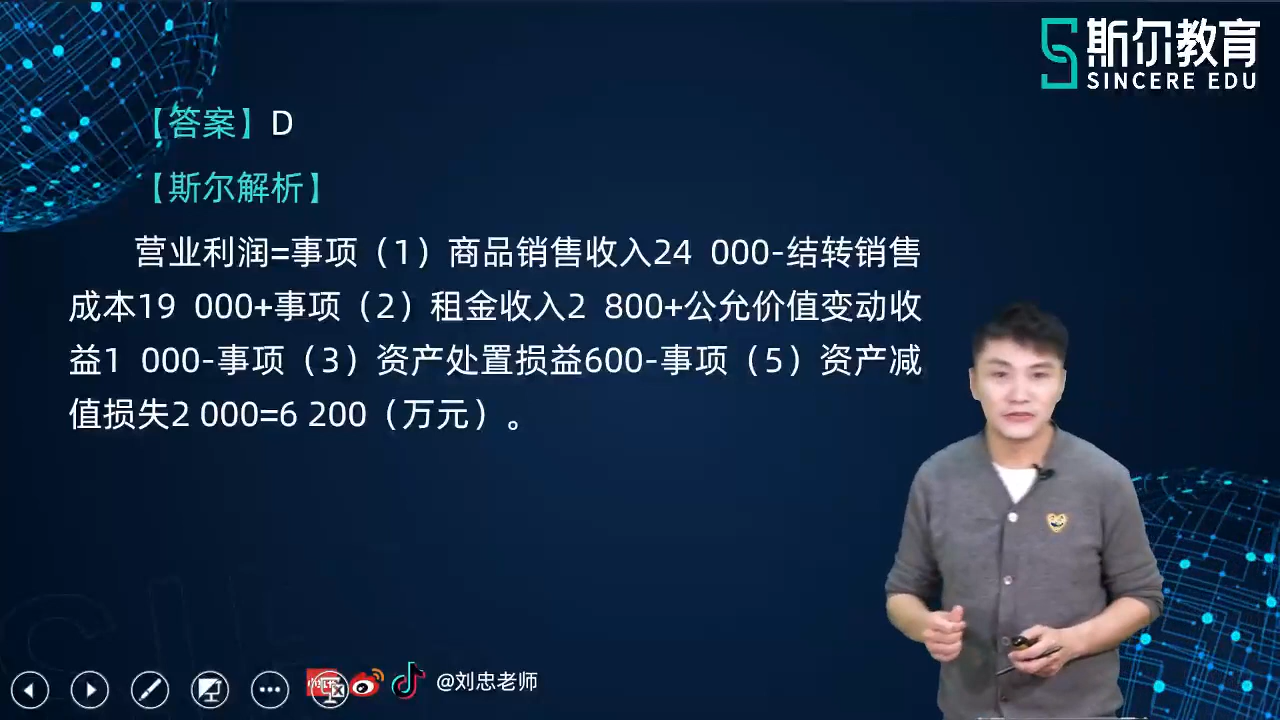 斯尔教育
SINCERE EDU
【答案】D
【斯尔解析】
营业利润=事项（1）商品销售收入24 000-结转销售
成本19 000+事项（2）租金收入2 800+公允价值变动收
益1 000-事项（3）资产处置损益600-事项（5）资产减
值损失2 000=6 200（万元）。
@刘忠老师